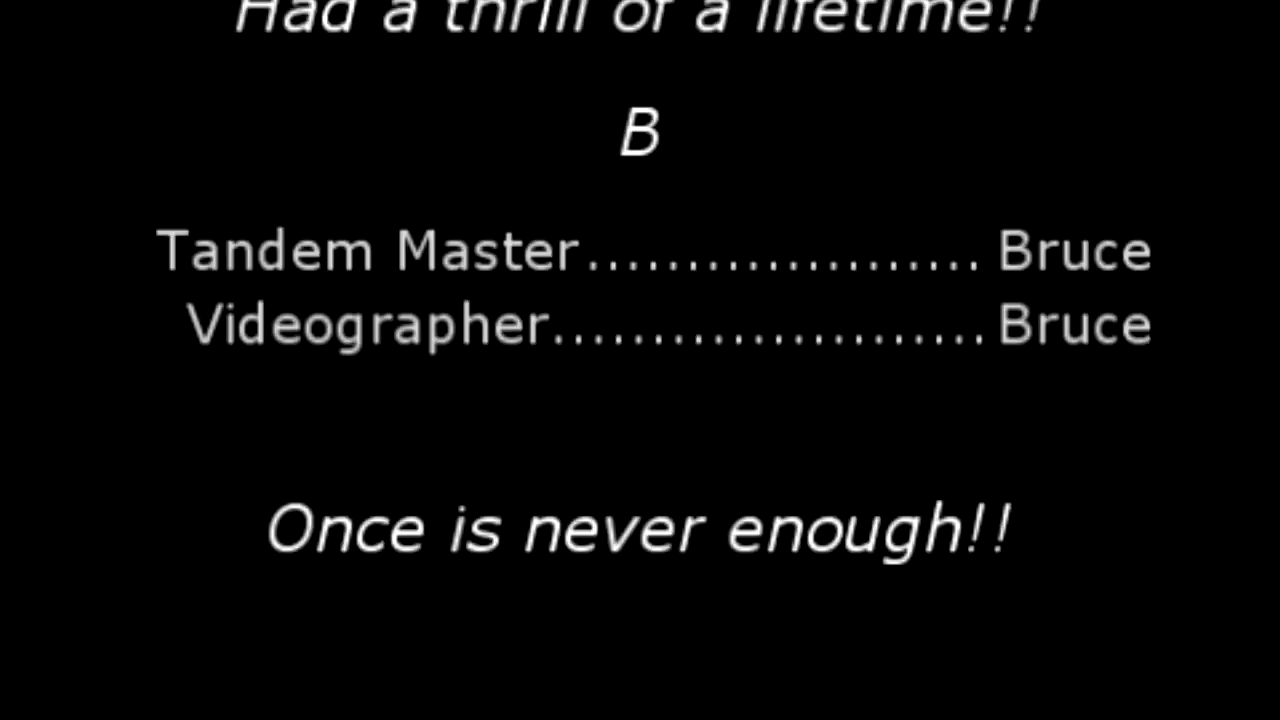 Had a thrill of a lifetime!!
B
Tandem Master.................... Bruce
Videographer...................... Bruce
Once is never enough!!